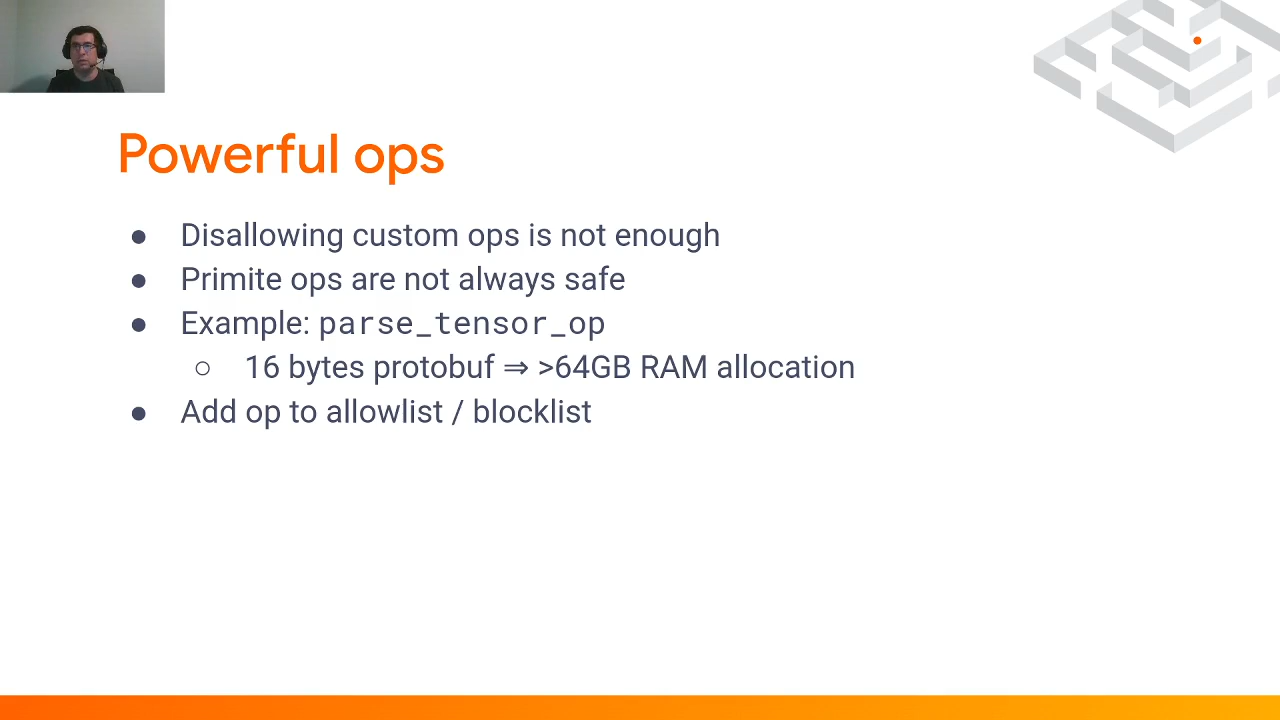 Powerful ops
● Disallowing custom ops is not enough
● Primite ops are not always safe
● Example: parse_tensor_op
○ 16 bytes protobuf ⇒ >64GB RAM allocation
● Add op to allowlist / blocklist